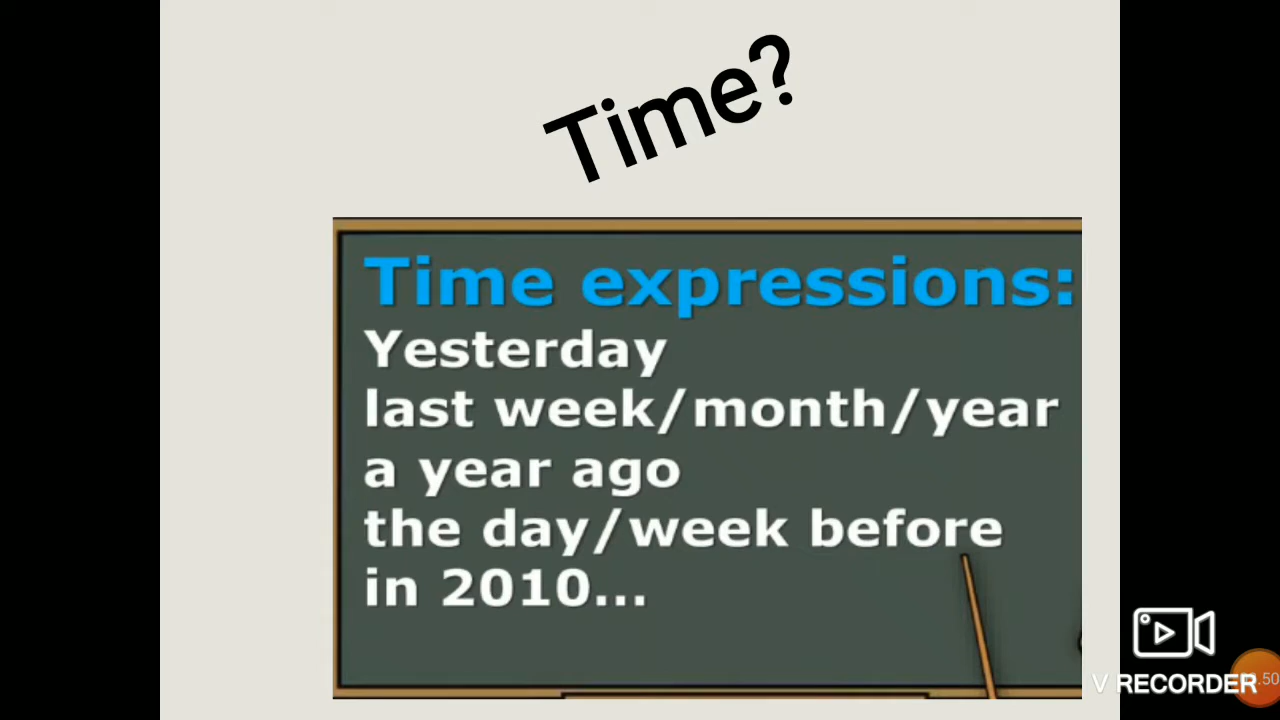 Time?
Time expressions:
Yesterday
last week/month/year
a year ago
the day/week before
in 2010...
V RECORDER